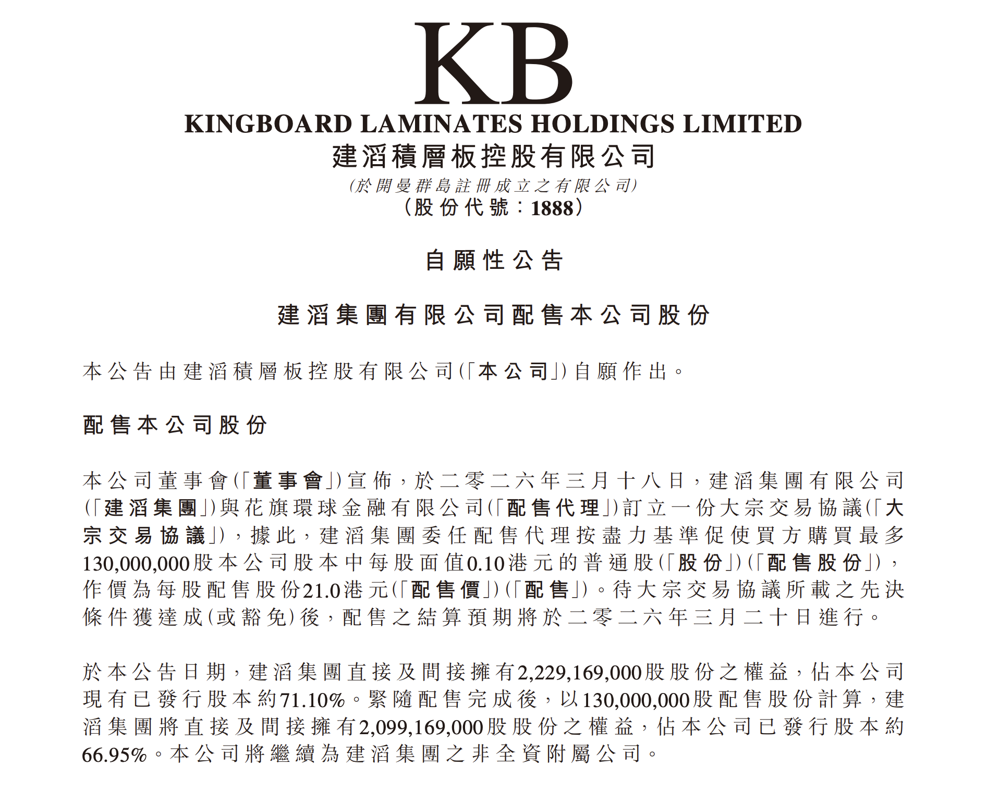 KB
KINGBOARD LAMINATES HOLDINGS LIMITED
建滔積層板控股有限公司
(於開曼群島註冊成立之有限公司)
（股份代號：1888）
自願性公告
建滔集團有限公司配售本公司股份
本公告由建滔積層板控股有限公司(「本公司」)自願作出。
配售本公司股份
本公司董事會(「董事會」)宣佈，於二零二六年三月十八日，建滔集團有限公司
(「建滔集團」)與花旗環球金融有限公司(「配售代理」)訂立一份大宗交易協議(「大
宗交易協議」)，據此，建滔集團委任配售代理按盡力基準促使買方購買最多
130,000,000股本公司股本中每股面值0.10港元的普通股(「股份」)(「配售股份」)，
作價為每股配售股份21.0港元(「配售價」)(「配售」)。待大宗交易協議所載之先決
條件獲達成(或豁免)後，配售之結算預期將於二零二六年三月二十日進行。
於本公告日期，建滔集團直接及間接擁有2,229,169,000股股份之權益，佔本公司
現有已發行股本約71.10%。緊隨配售完成後，以130,000,000股配售股份計算，建
滔集團將直接及間接擁有2,099,169,000股股份之權益，佔本公司已發行股本約
66.95%。本公司將繼續為建滔集團之非全資附屬公司。